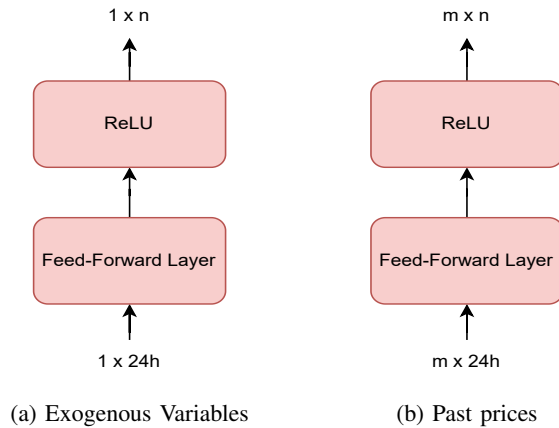 1 x n
m x n
ReLU
ReLU
Feed-Forward Layer
Feed-Forward Layer
1 x 24h
m x 24h
(a) Exogenous Variables
(b) Past prices